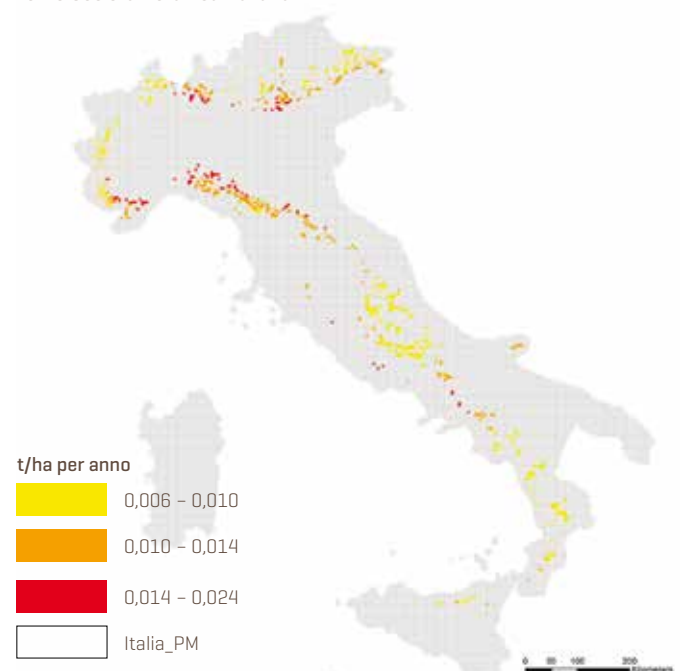 t/ha per anno
0,006 – 0,010
0,010 – 0,014
0,014 – 0,024
Italia_PM
0 50 100 200
Kilometers